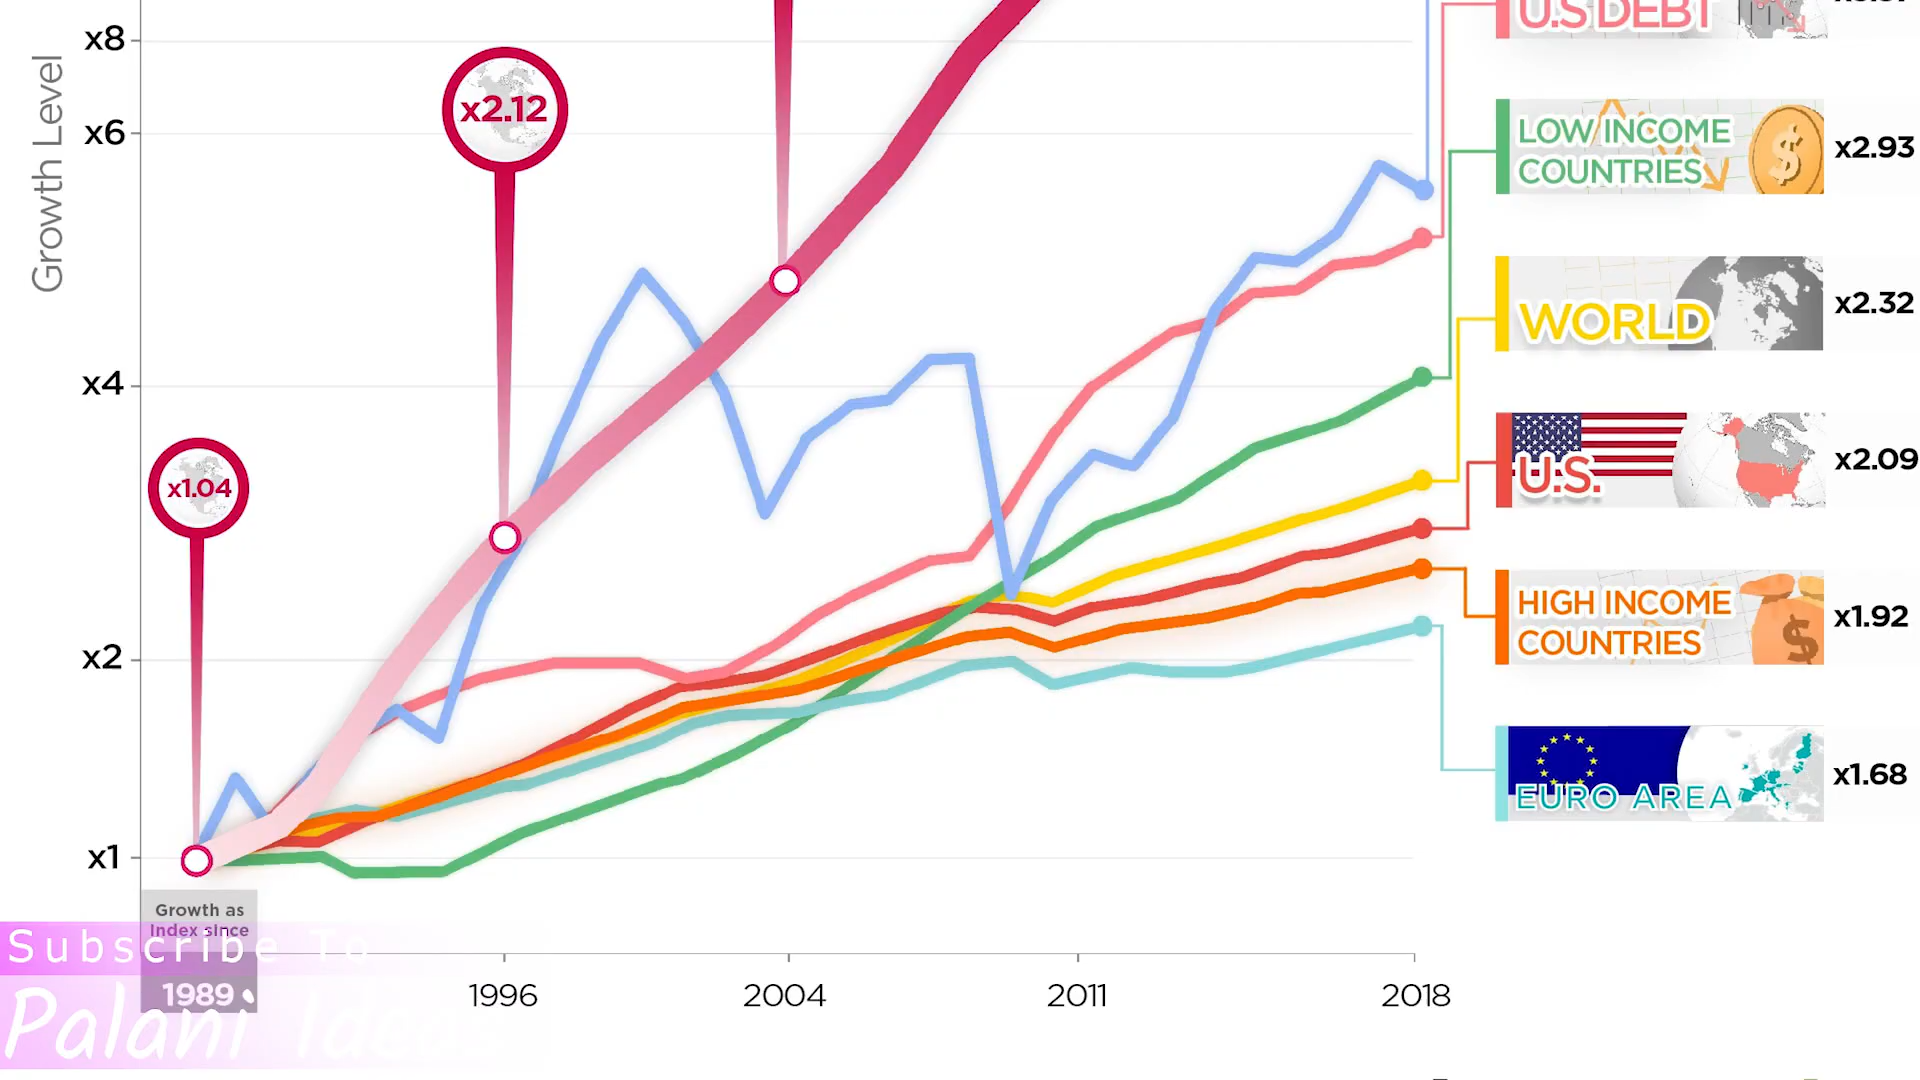 U.S DEBT
x8
Growth Level
x2.12
x6
LOW INCOME
COUNTRIES
x2.93
WORLD
x2.32
x4
x1.04
U.S.
x2.09
HIGH INCOME
COUNTRIES
x1.92
x2
EURO AREA
x1.68
x1
Growth as
Index since
1989
Subscribe To
Palani Ideas
1996
2004
2011
2018